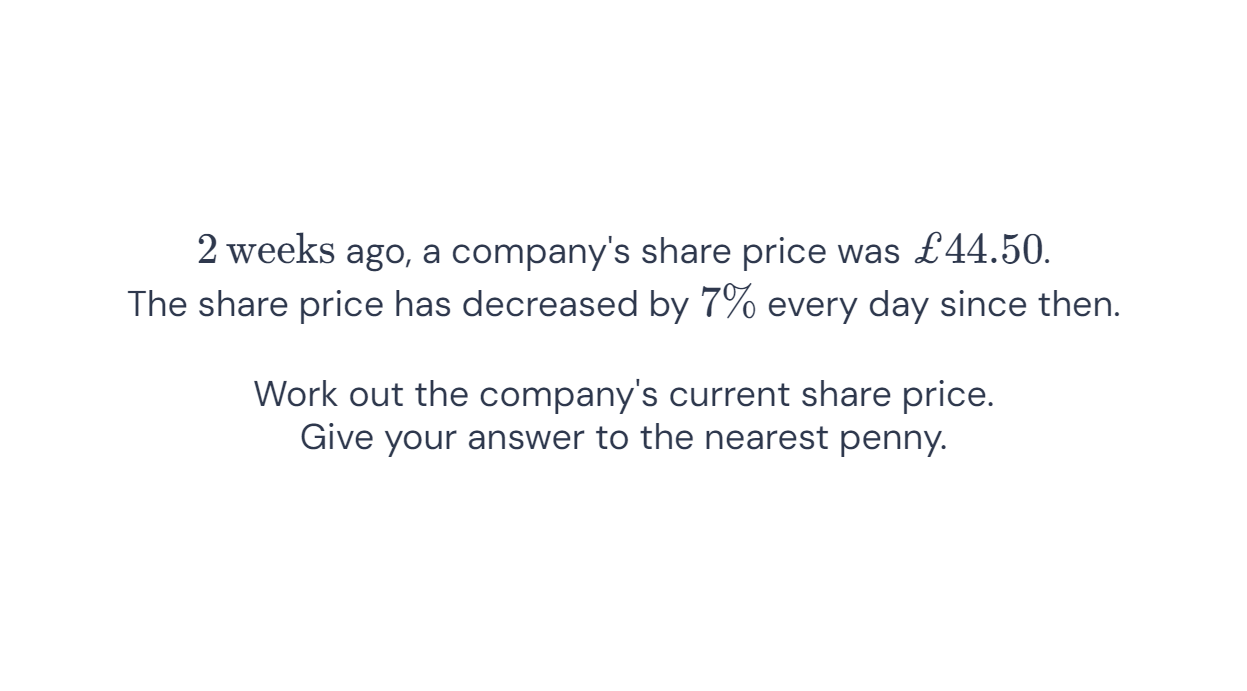 2 weeks ago, a company's share price was £44.50.
The share price has decreased by 7% every day since then.
Work out the company's current share price.
Give your answer to the nearest penny.